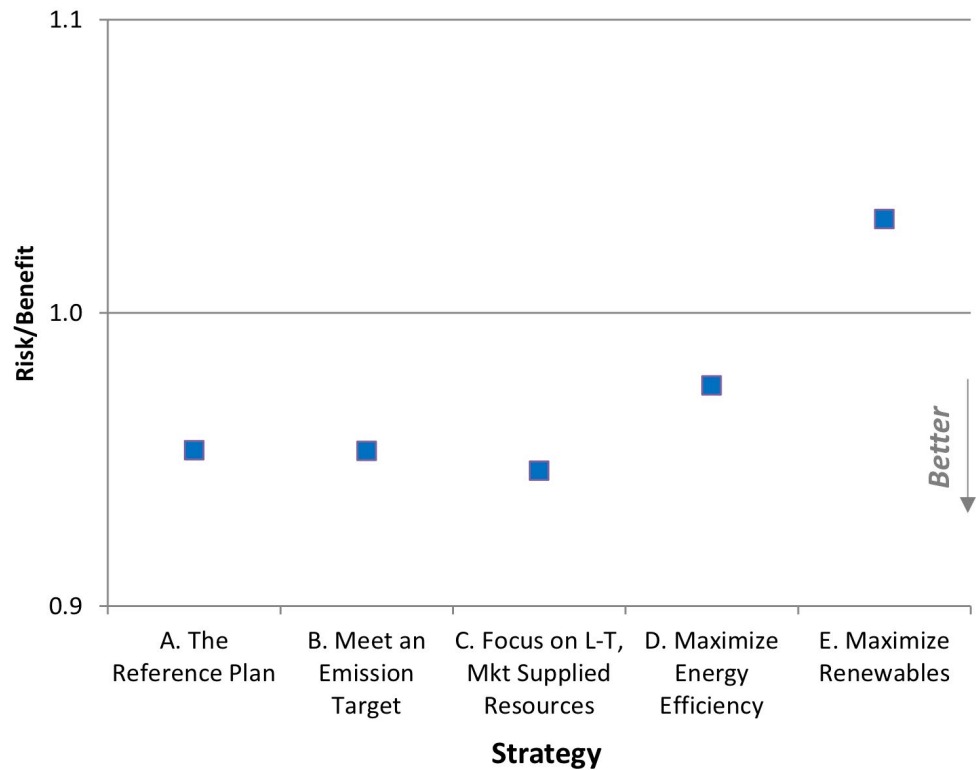 1.1
1.0
0.9
Risk/Benefit
Better
A. The
Reference Plan
B. Meet an
Emission
Target
C. Focus on L-T,
Mkt Supplied
Resources
D. Maximize
Energy
Efficiency
E. Maximize
Renewables
Strategy